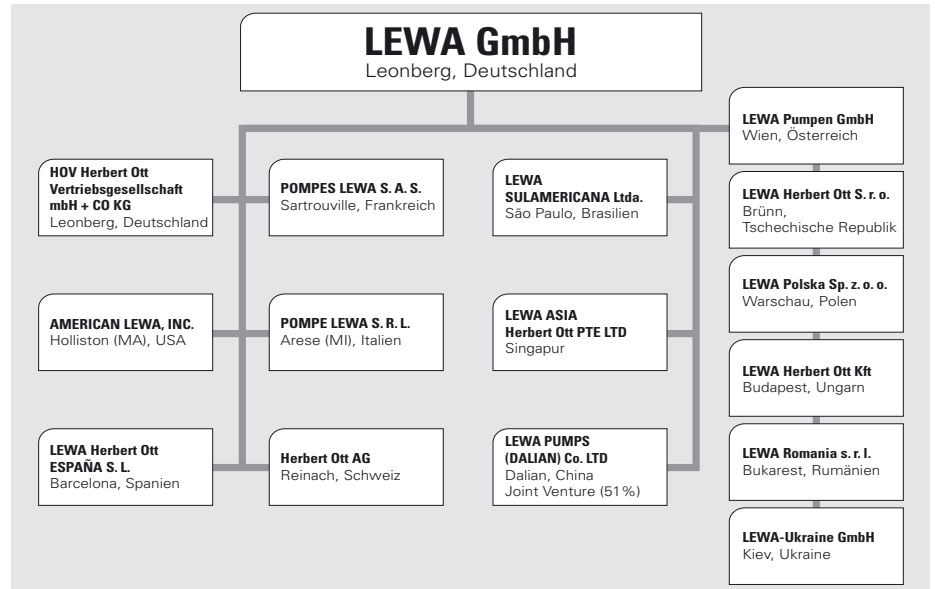 LEWA GmbH
Leonberg, Deutschland
HOV Herbert Ott
Vertriebsgesellschaft
mbH + CO KG
Leonberg, Deutschland
POMPES LEWA S. A. S.
Sartrouville, Frankreich
LEWA
SULAMERICANA Ltda.
São Paulo, Brasilien
AMERICAN LEWA, INC.
Holliston (MA), USA
POMPE LEWA S. R. L.
Arese (MI), Italien
LEWA ASIA
Herbert Ott PTE LTD
Singapur
LEWA Herbert Ott
ESPAÑA S. L.
Barcelona, Spanien
Herbert Ott AG
Reinach, Schweiz
LEWA PUMPS
(DALIAN) Co. LTD
Dalian, China
Joint Venture (51 %)
LEWA Pumpen GmbH
Wien, Österreich
LEWA Herbert Ott S. r. o.
Brünn,
Tschechische Republik
LEWA Polska Sp. z. o. o.
Warschau, Polen
LEWA Herbert Ott Kft
Budapest, Ungarn
LEWA Romania s. r. l.
Bukarest, Rumänien
LEWA-Ukraine GmbH
Kiev, Ukraine